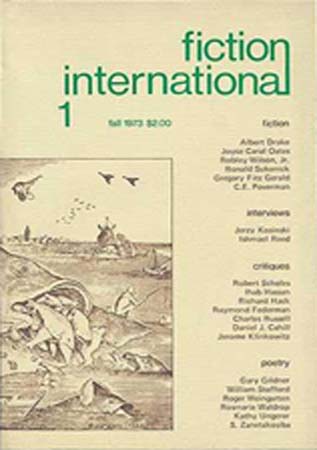 fiction
international
1
fall 1973 $2.00
fiction
Albert Drake
Joyce Carol Oates
Robley Wilson, Jr.
Ronald Sukenick
Gregory Fitz Gerald
C.E. Poverman
interviews
Jerzy Kosinski
Ishmael Reed
critiques
Robert Scholes
Ihab Hassan
Richard Hack
Raymond Federman
Charles Russell
Daniel J. Cahill
Jerome Klinkowitz
poetry
Gary Gildner
William Stafford
Roger Weingarten
Rosmarie Waldrop
Kathy Ungerer